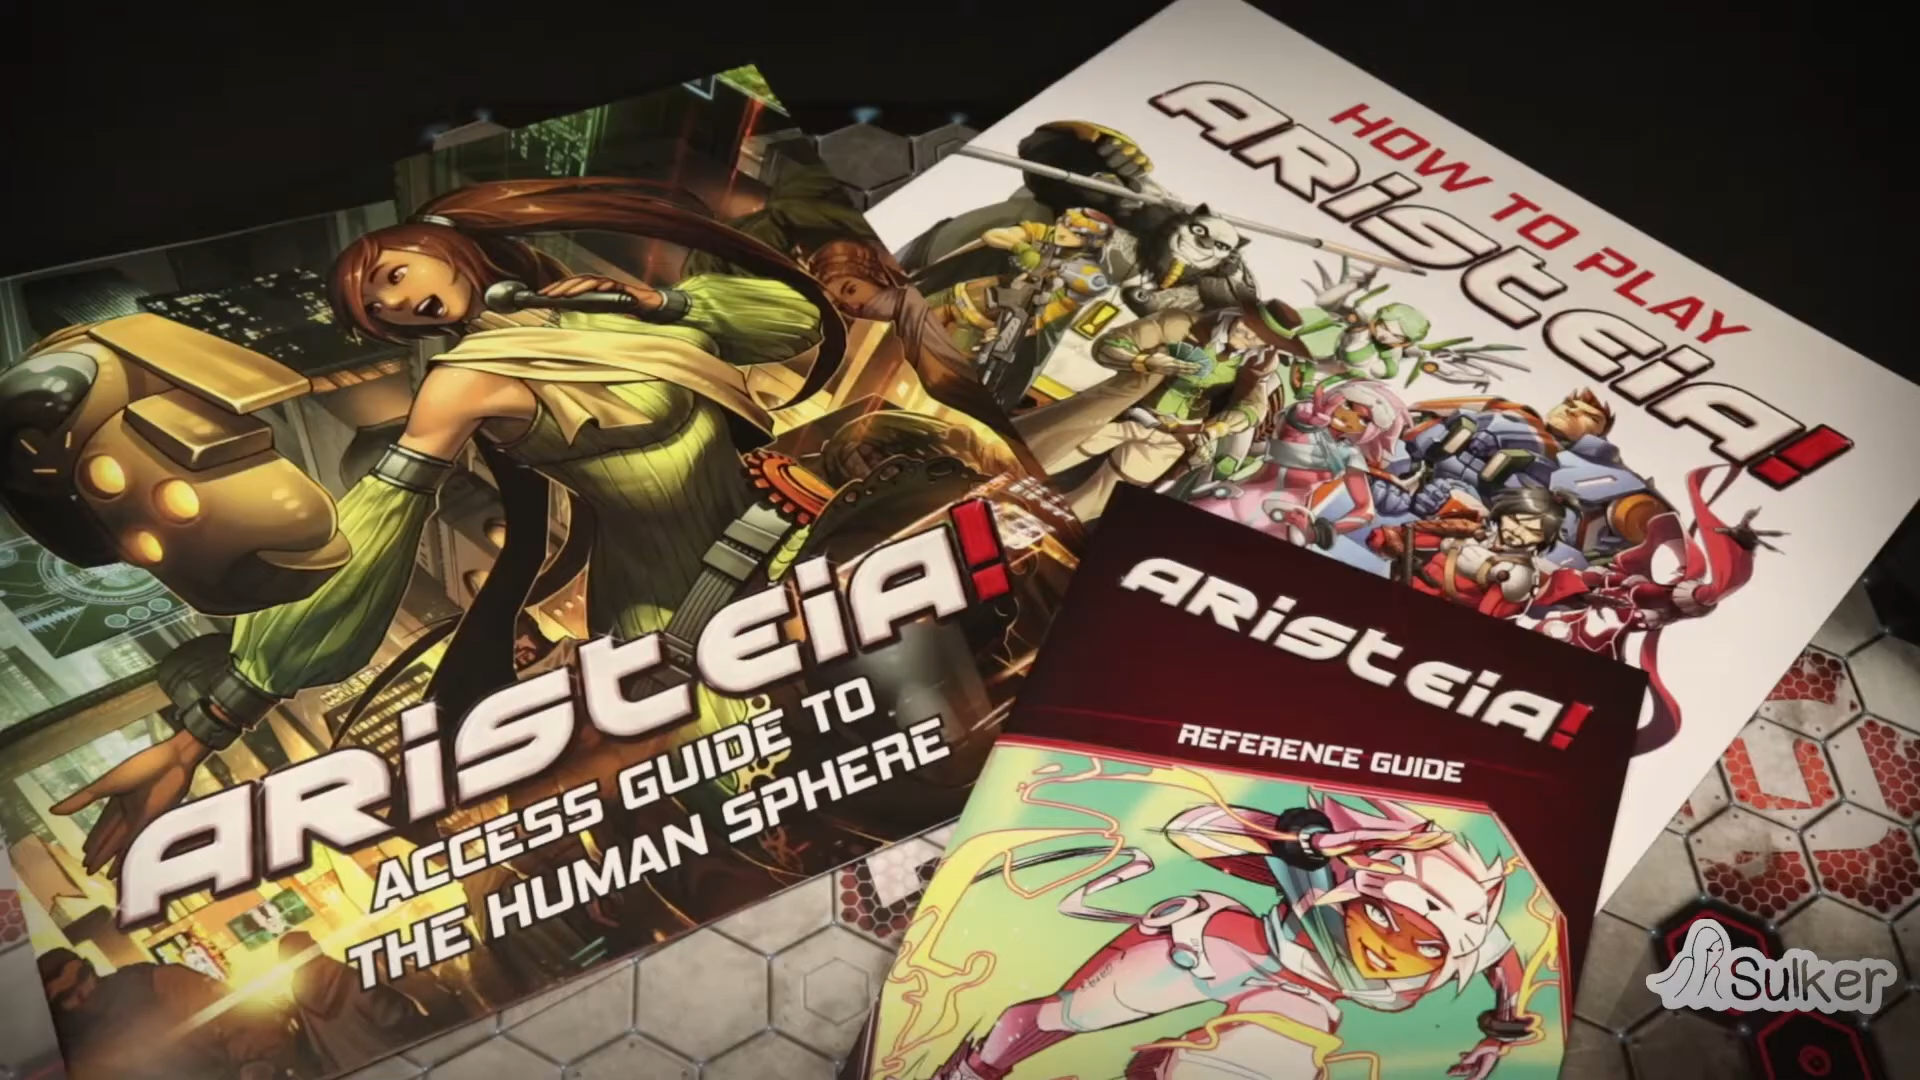 HOW TO PLAY
ARISTEIA!
ARISTEIA!
ACCESS GUIDE TO
THE HUMAN SPHERE
ARISTEIA!
REFERENCE GUIDE
Sulker